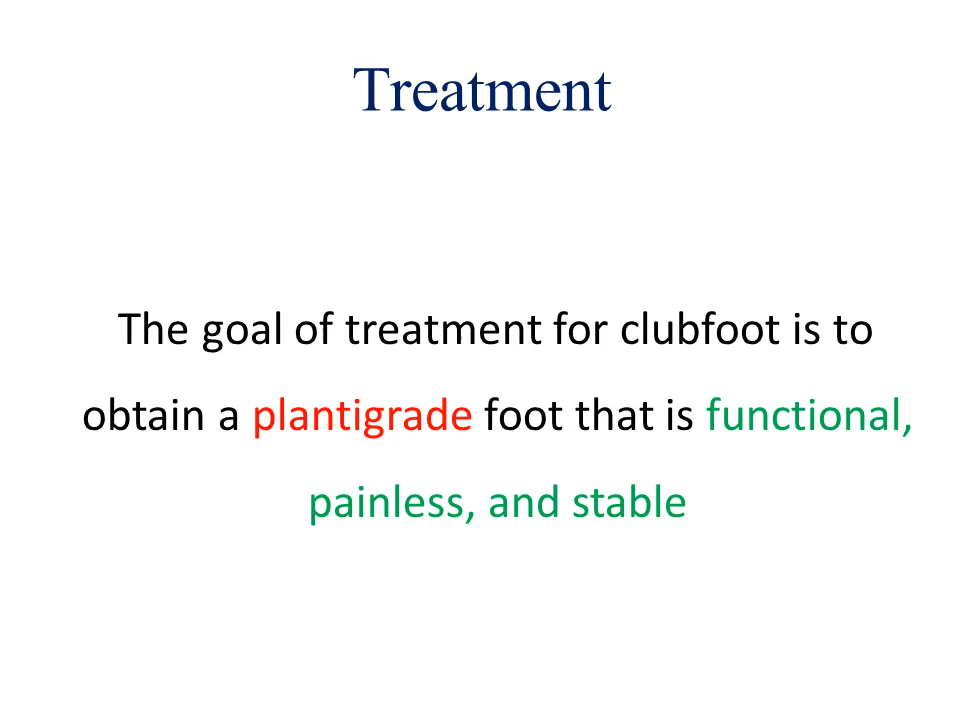 Treatment
The goal of treatment for clubfoot is to
obtain a plantigrade foot that is functional,
painless, and stable